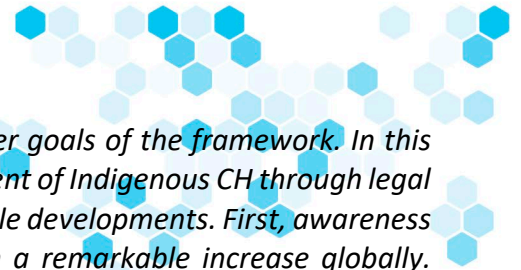 er goals of the framework. In this
ent of Indigenous CH through legal
le developments. First, awareness
a remarkable increase globally.